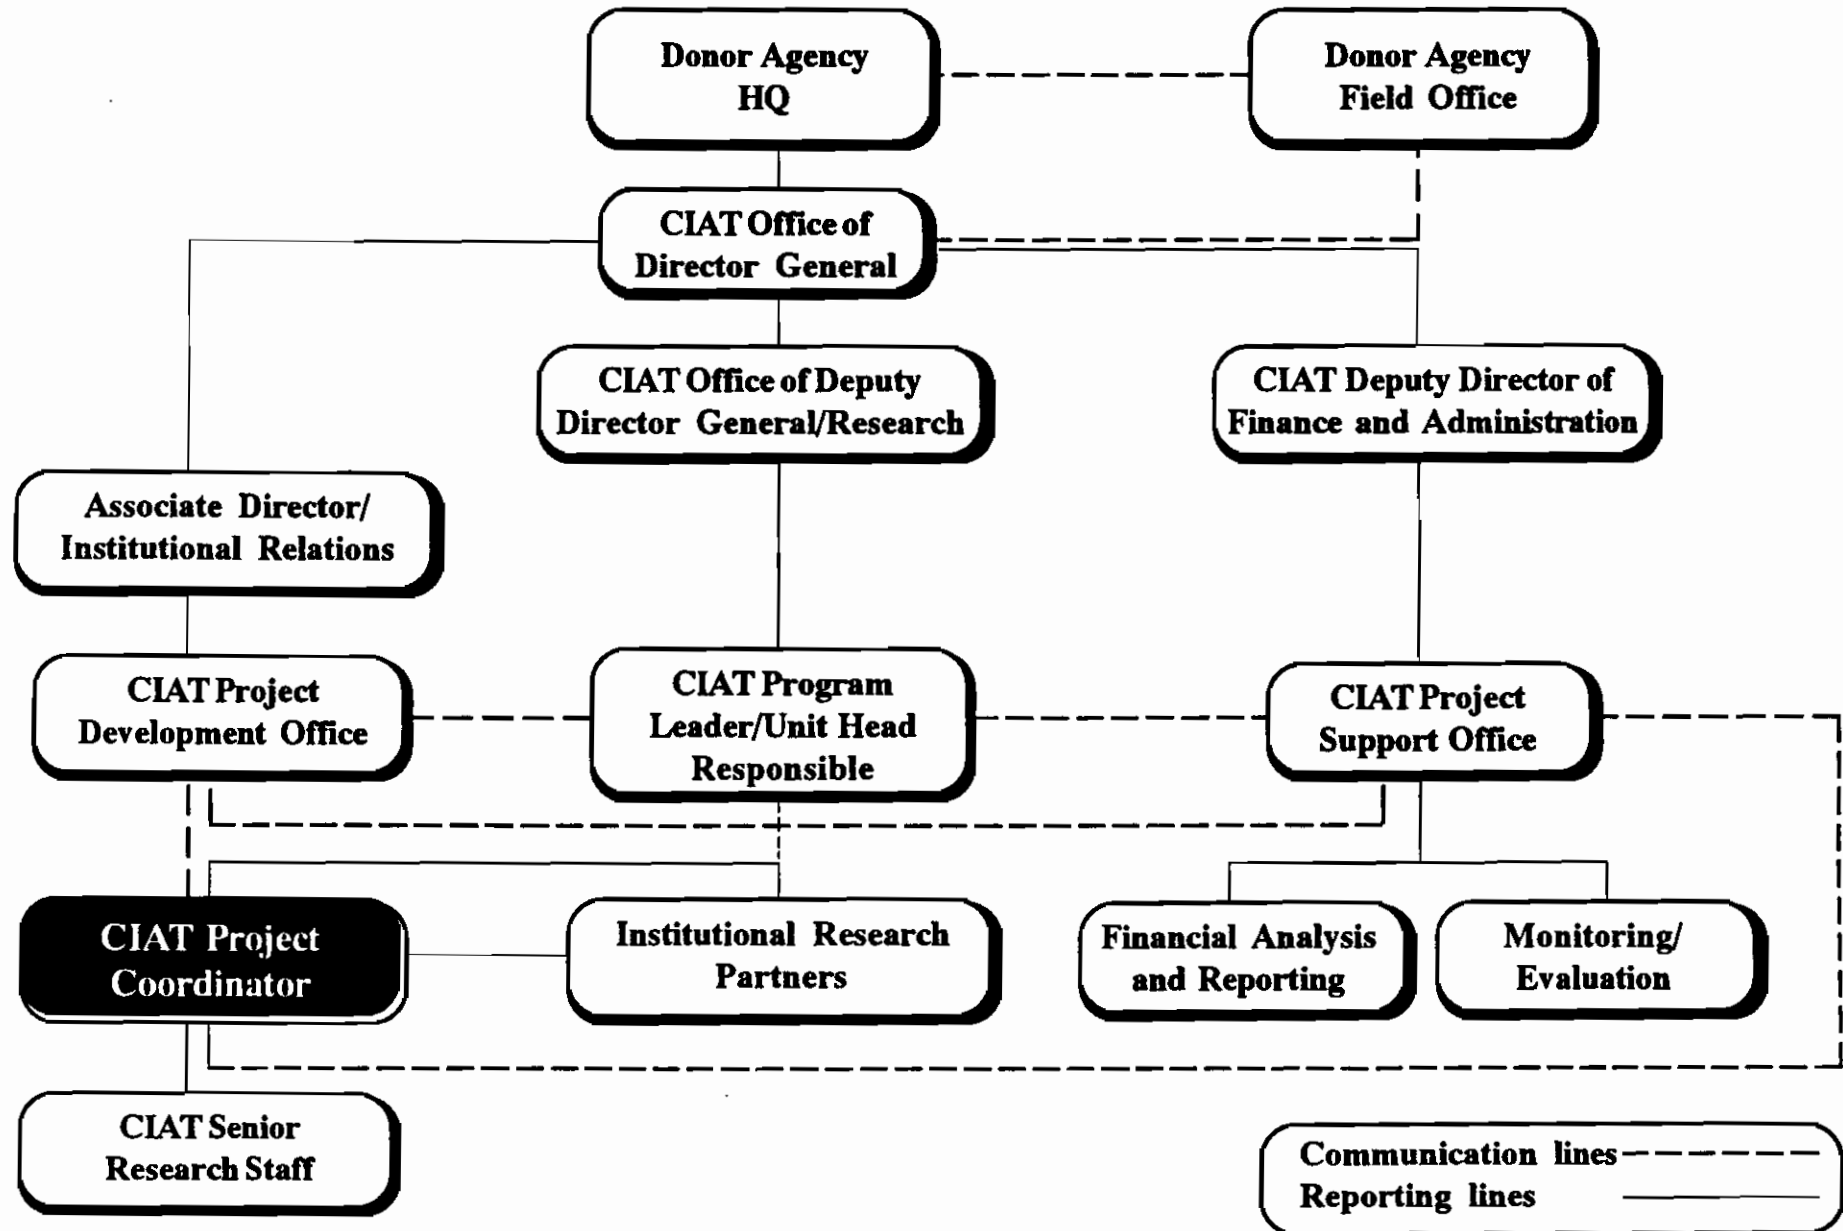 Donor Agency
HQ
Donor Agency
Field Office
CIAT Office of
Director General
CIAT Office of Deputy
Director General/Research
CIAT Deputy Director of
Finance and Administration
Associate Director/
Institutional Relations
CIAT Project
Development Office
CIAT Program
Leader/Unit Head
Responsible
CIAT Project
Support Office
CIAT Project
Coordinator
Institutional Research
Partners
Financial Analysis
and Reporting
Monitoring/
Evaluation
CIAT Senior
Research Staff
Communication lines
Reporting lines